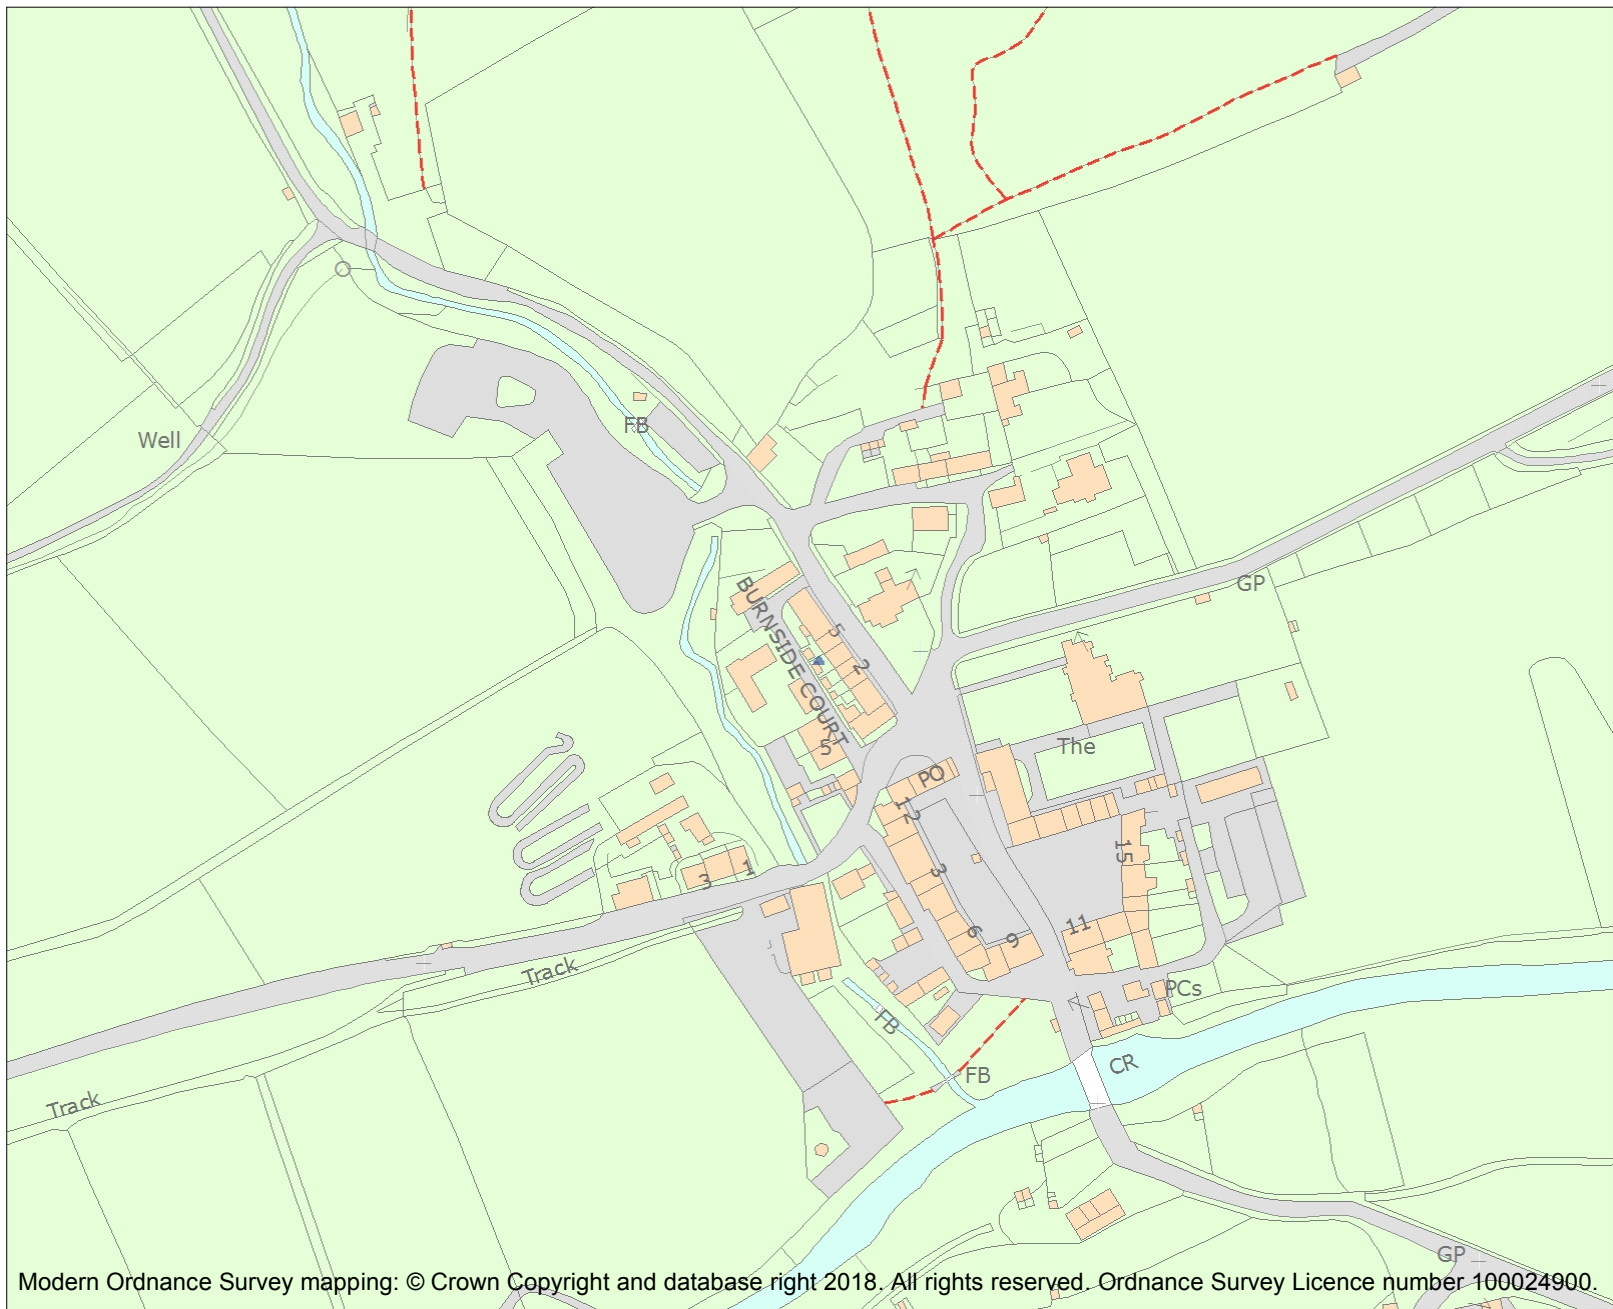 Well
FB
BURNSIDE COURT
5
2
5
GP
The
PO
12
3
6
9
15
11
3
1
Track
Track
FB
FB
PCs
CR
GP
Modern Ordnance Survey mapping: © Crown Copyright and database right 2018. All rights reserved. Ordnance Survey Licence number 100024900.